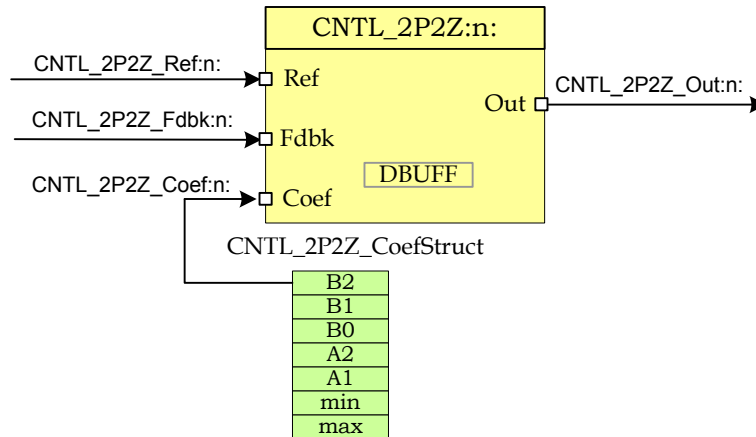 CNTL_2P2Z:n:
CNTL_2P2Z_Ref:n:
Ref
CNTL_2P2Z_Out:n:
Out
CNTL_2P2Z_Fdbk:n:
Fdbk
DBUFF
CNTL_2P2Z_Coef:n:
Coef
CNTL_2P2Z_CoefStruct
B2
B1
B0
A2
A1
min
max